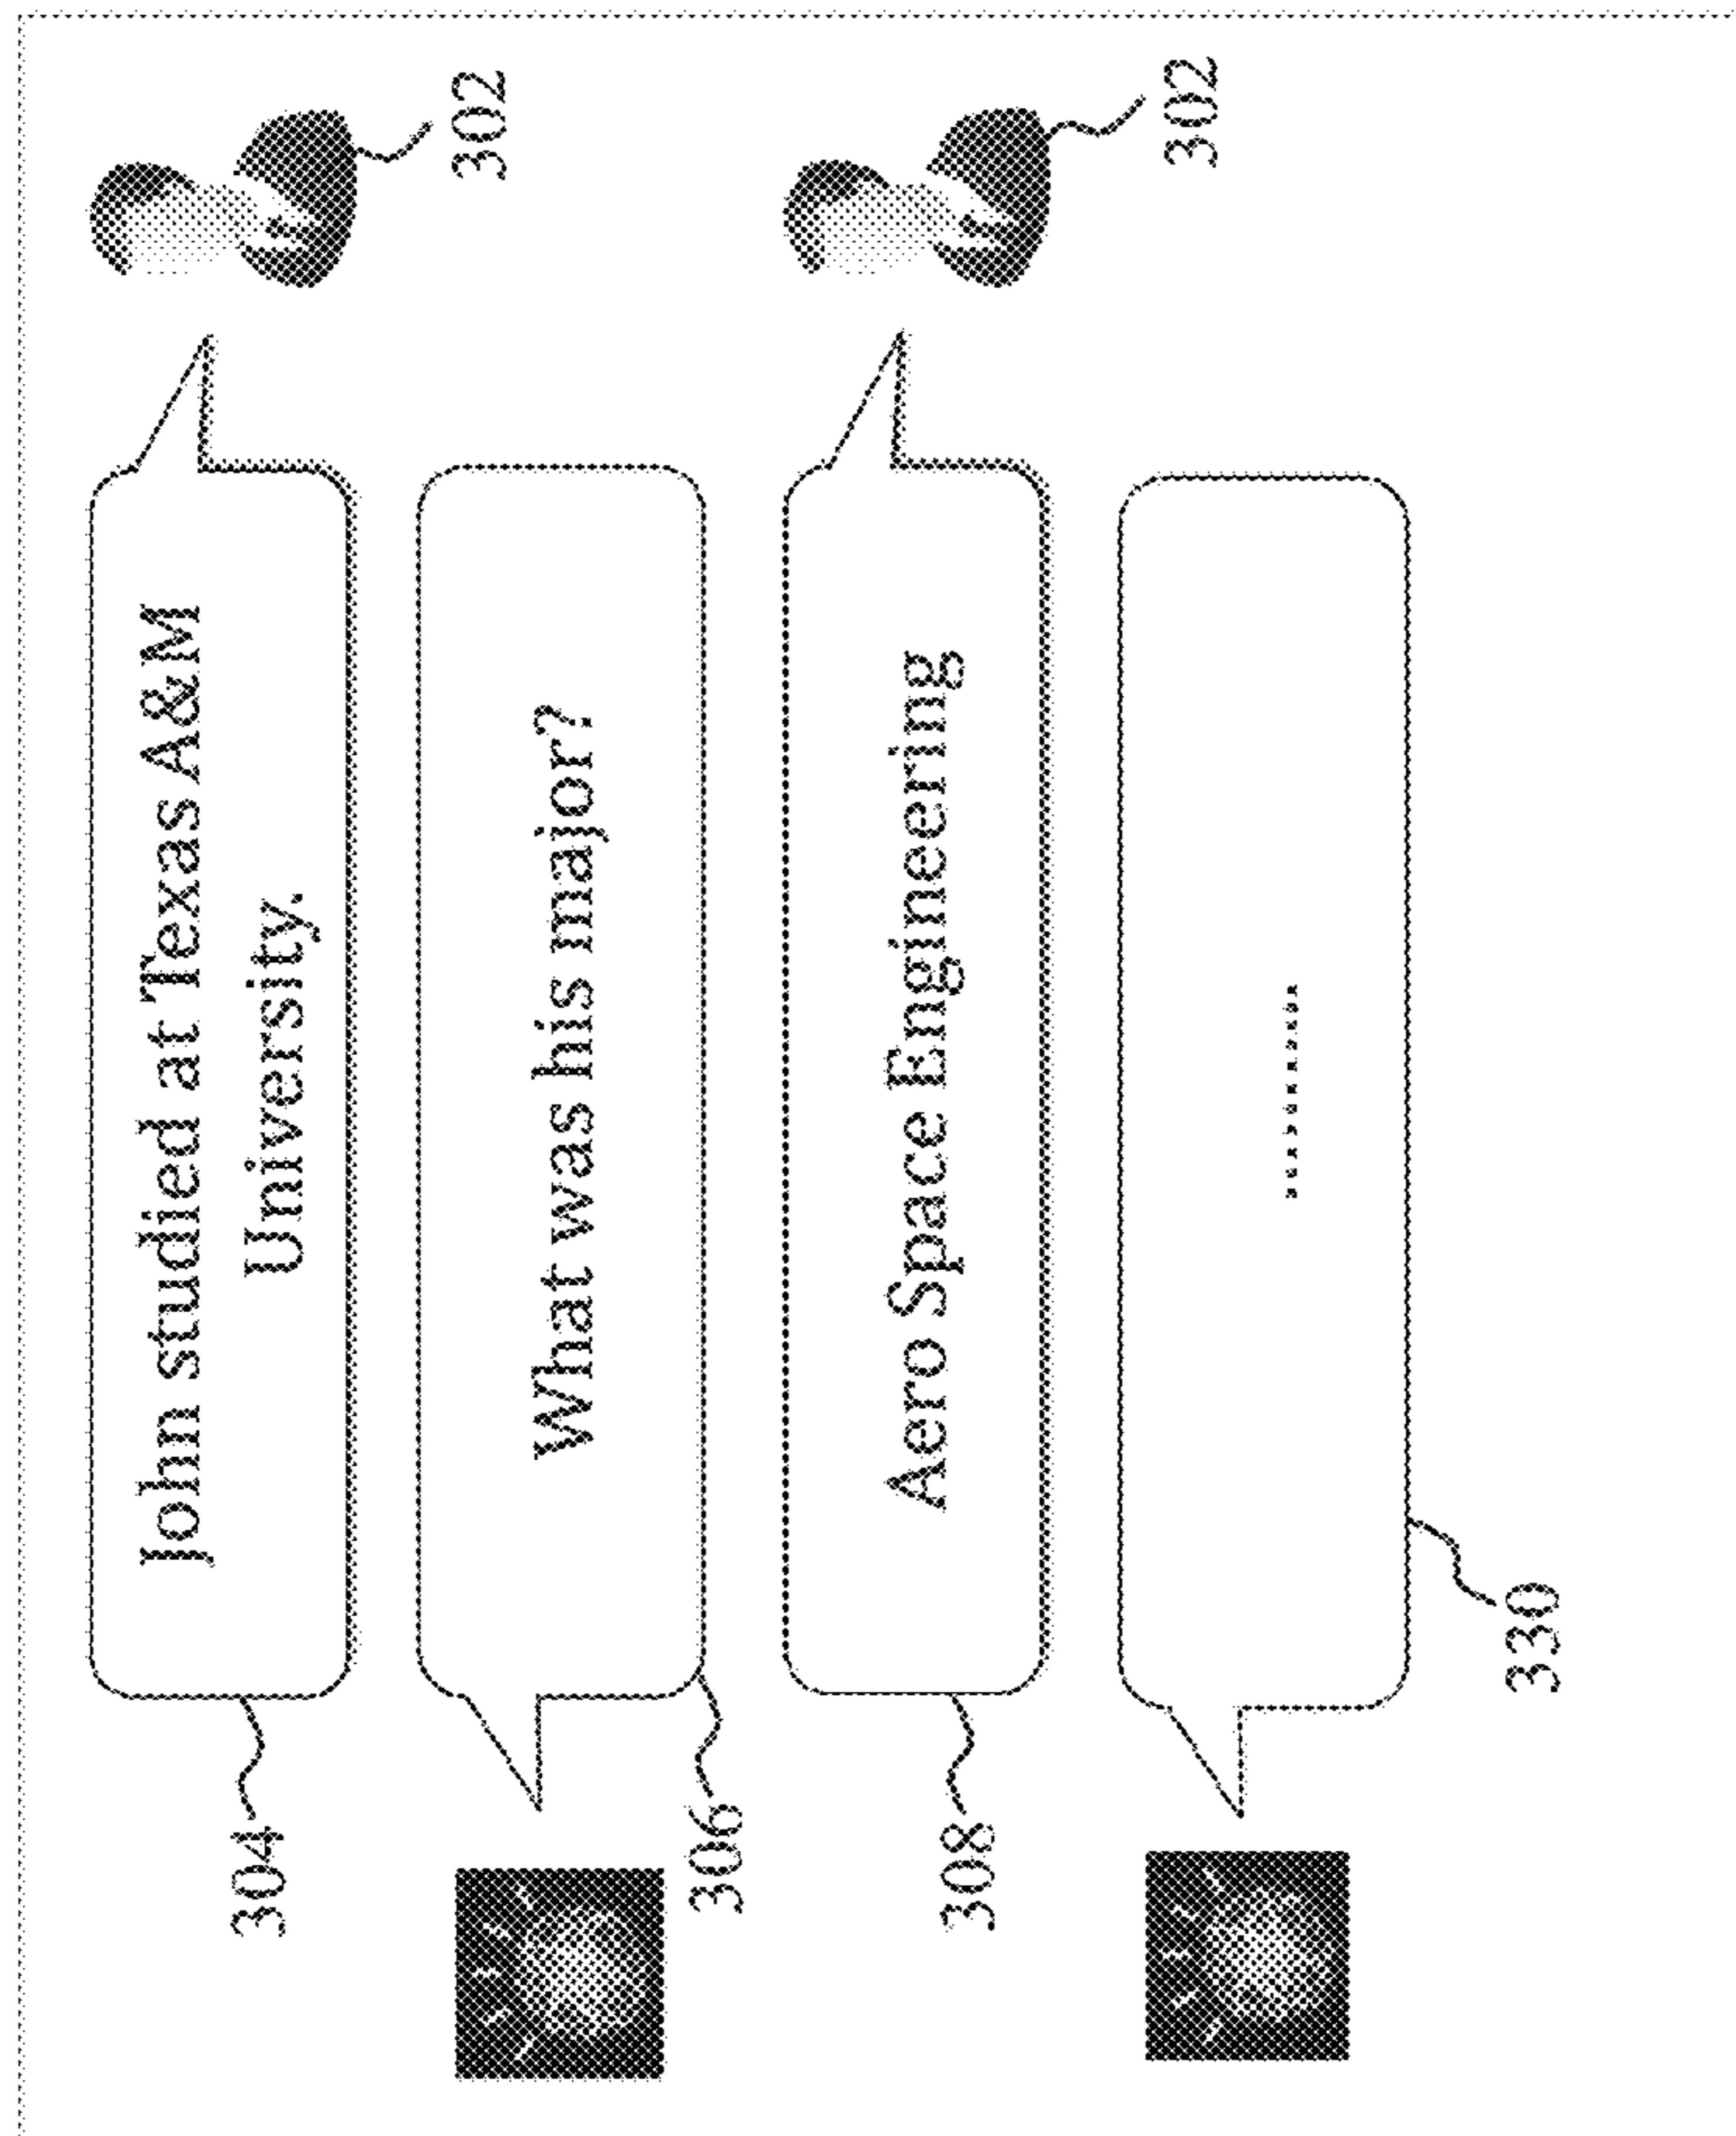 John studied at Texas A&M
University.
302
304
What was his major?
306
Aero Space Engineering
302
308
..........
330